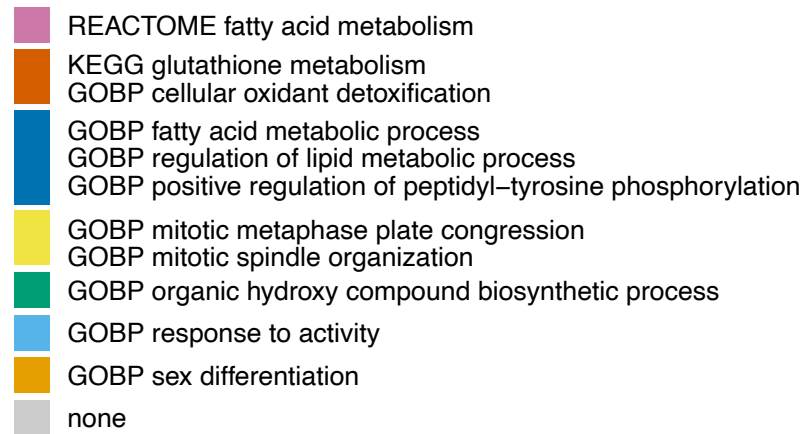 REACTOME fatty acid metabolism
KEGG glutathione metabolism
GOBP cellular oxidant detoxification
GOBP fatty acid metabolic process
GOBP regulation of lipid metabolic process
GOBP positive regulation of peptidyl−tyrosine phosphorylation
GOBP mitotic metaphase plate congression
GOBP mitotic spindle organization
GOBP organic hydroxy compound biosynthetic process
GOBP response to activity
GOBP sex differentiation
none